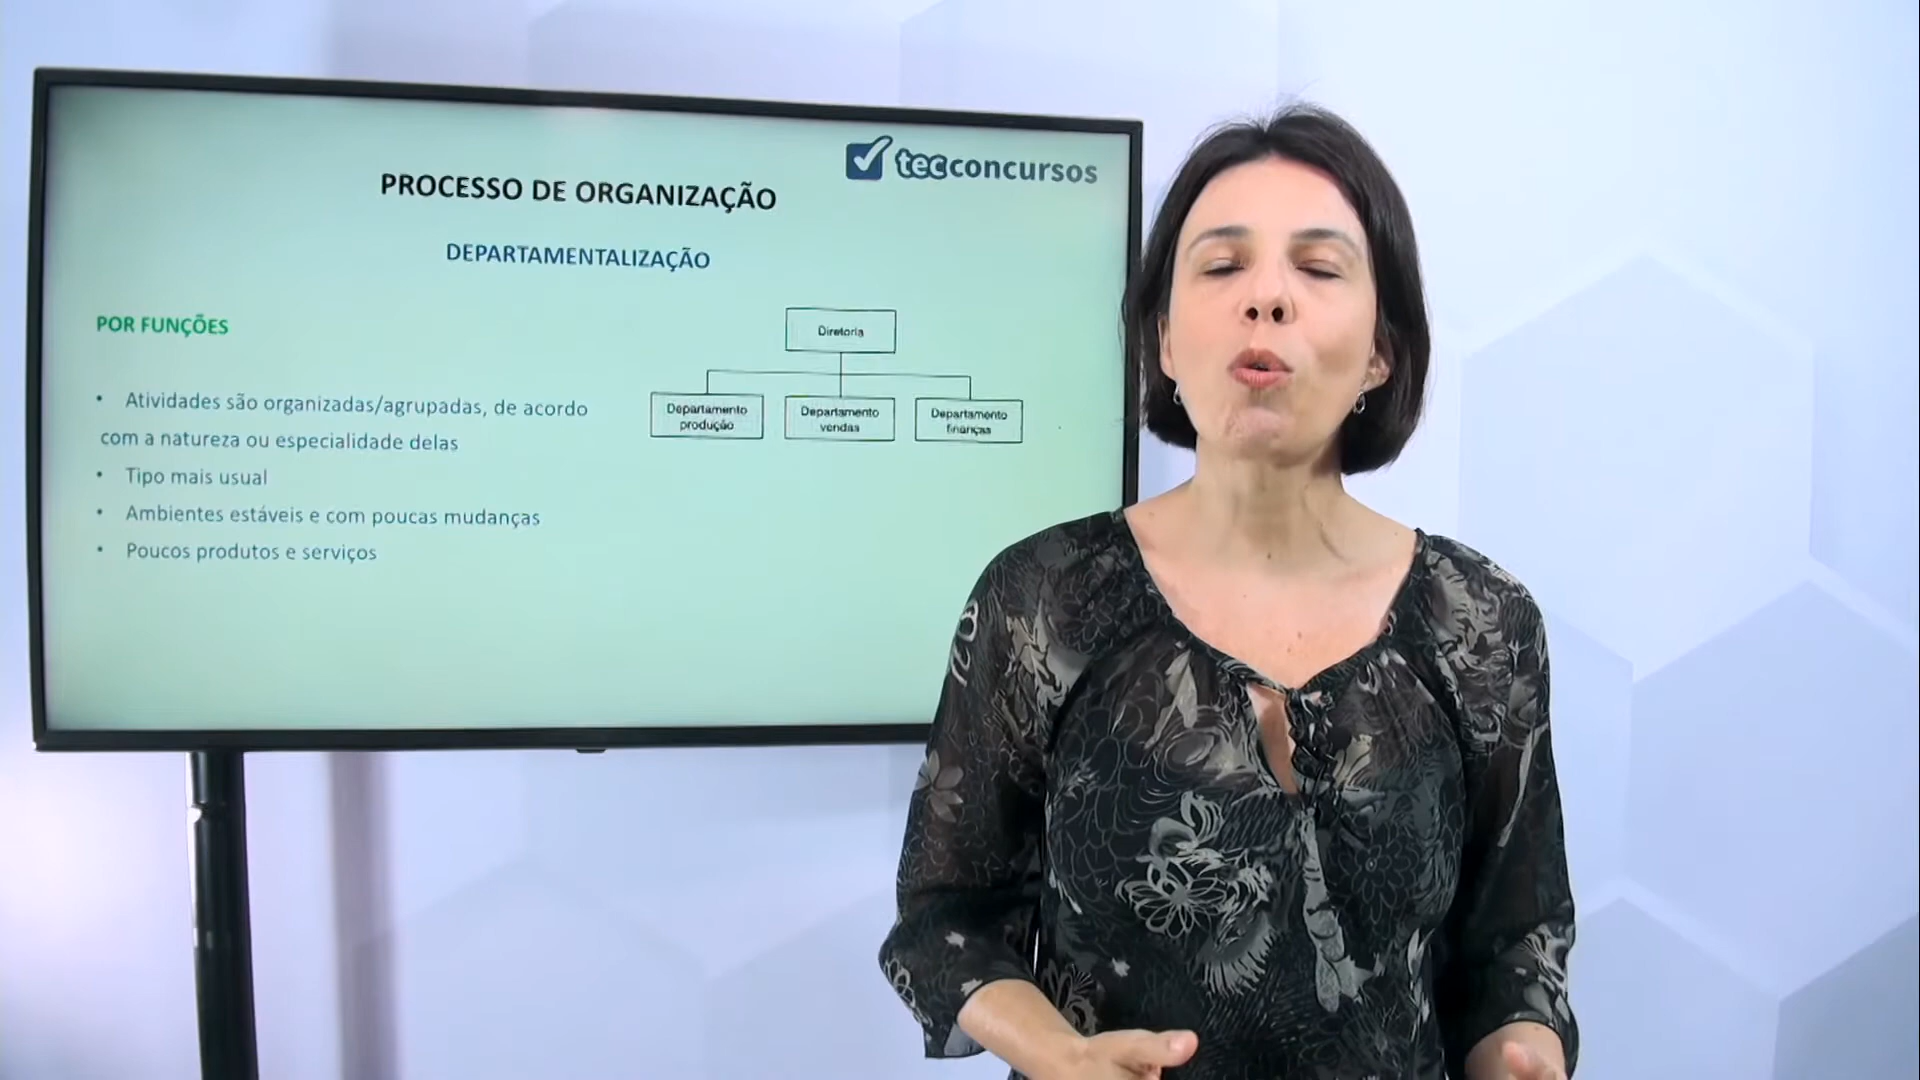 tecconcursos
PROCESSO DE ORGANIZAÇÃO
DEPARTAMENTALIZAÇÃO
POR FUNÇÕES
• Atividades são organizadas/agrupadas, de acordo
com a natureza ou especialidade delas
• Tipo mais usual
• Ambientes estáveis e com poucas mudanças
• Poucos produtos e serviços
Diretoria
Departamento
produção
Departamento
vendas
Departamento
finanças